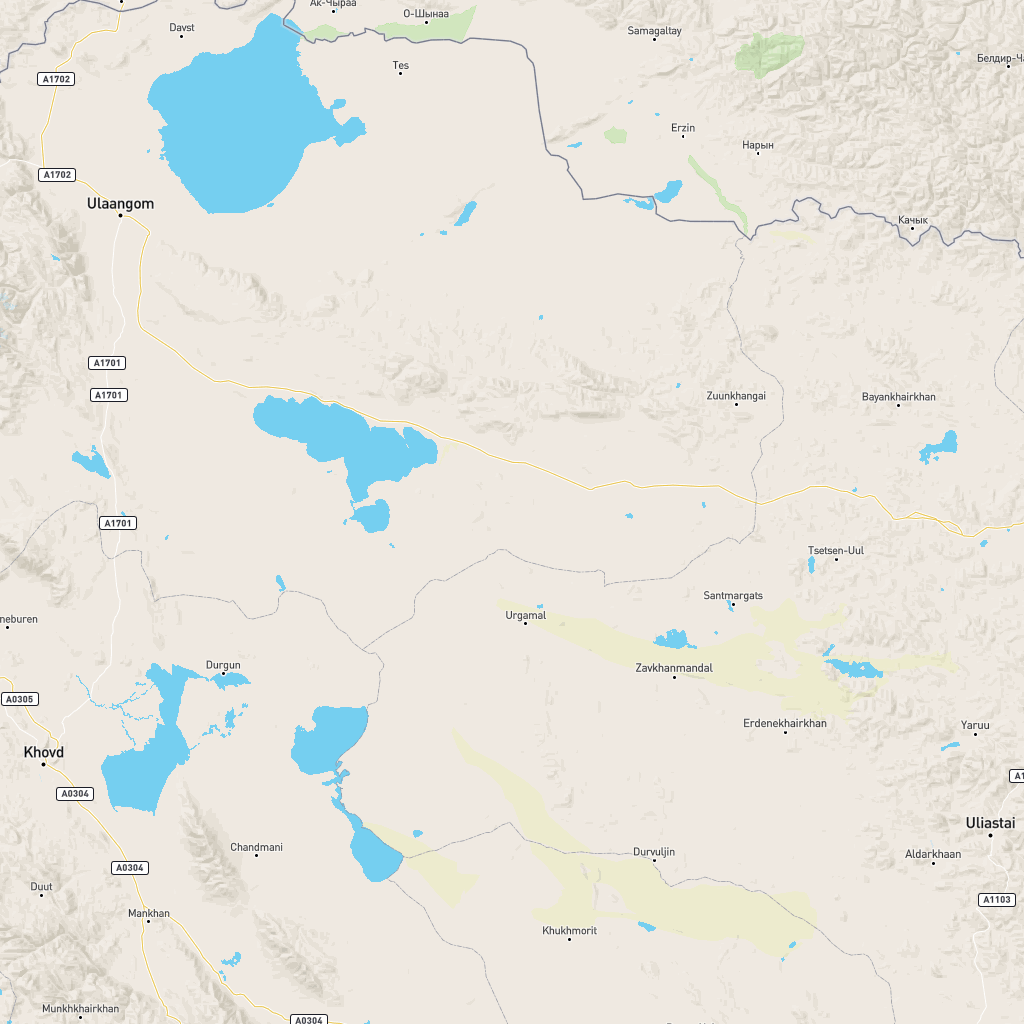 Ак-Чыраа
О-Шынаа
Davst
Samagaltay
Белдир-Ча
Tes
A1702
Erzin
Нарын
A1702
Ulaangom
Качык
A1701
A1701
Zuunkhangai
Bayankhairkhan
A1701
Tsetsen-Uul
Santmargats
Urgamal
neburen
Durgun
Zavkhanmandal
A0305
Erdenekhairkhan
Yaruu
Khovd
A1
A0304
Uliastai
Chandmani
Durvuljin
Aldarkhaan
A0304
Duut
A1103
Mankhan
Khukhmorit
Munkhkhairkhan
A0304